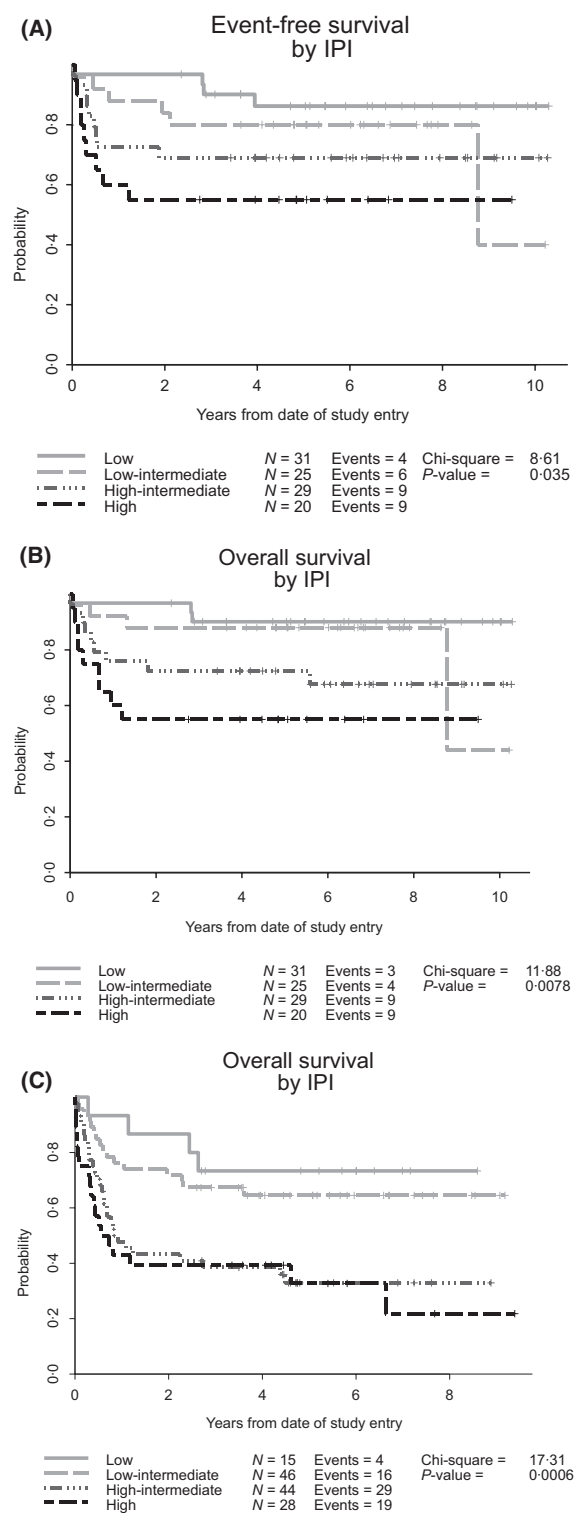 (A)
Event-free survival
by IPI
Probability
0·0 0·2 0·4 0·6 0·8
0 2 4 6 8 10
Years from date of study entry
Low N = 31 Events = 4 Chi-square = 8·61
Low-intermediate N = 25 Events = 6 P-value = 0·035
High-intermediate N = 29 Events = 9
High N = 20 Events = 9
(B)
Overall survival
by IPI
Probability
0·0 0·2 0·4 0·6 0·8
0 2 4 6 8 10
Years from date of study entry
Low N = 31 Events = 3 Chi-square = 11·88
Low-intermediate N = 25 Events = 4 P-value = 0·0078
High-intermediate N = 29 Events = 9
High N = 20 Events = 9
(C)
Overall survival
by IPI
Probability
0·0 0·2 0·4 0·6 0·8
0 2 4 6 8
Years from date of study entry
Low N = 15 Events = 4 Chi-square = 17·31
Low-intermediate N = 46 Events = 16 P-value = 0·0006
High-intermediate N = 44 Events = 29
High N = 28 Events = 19